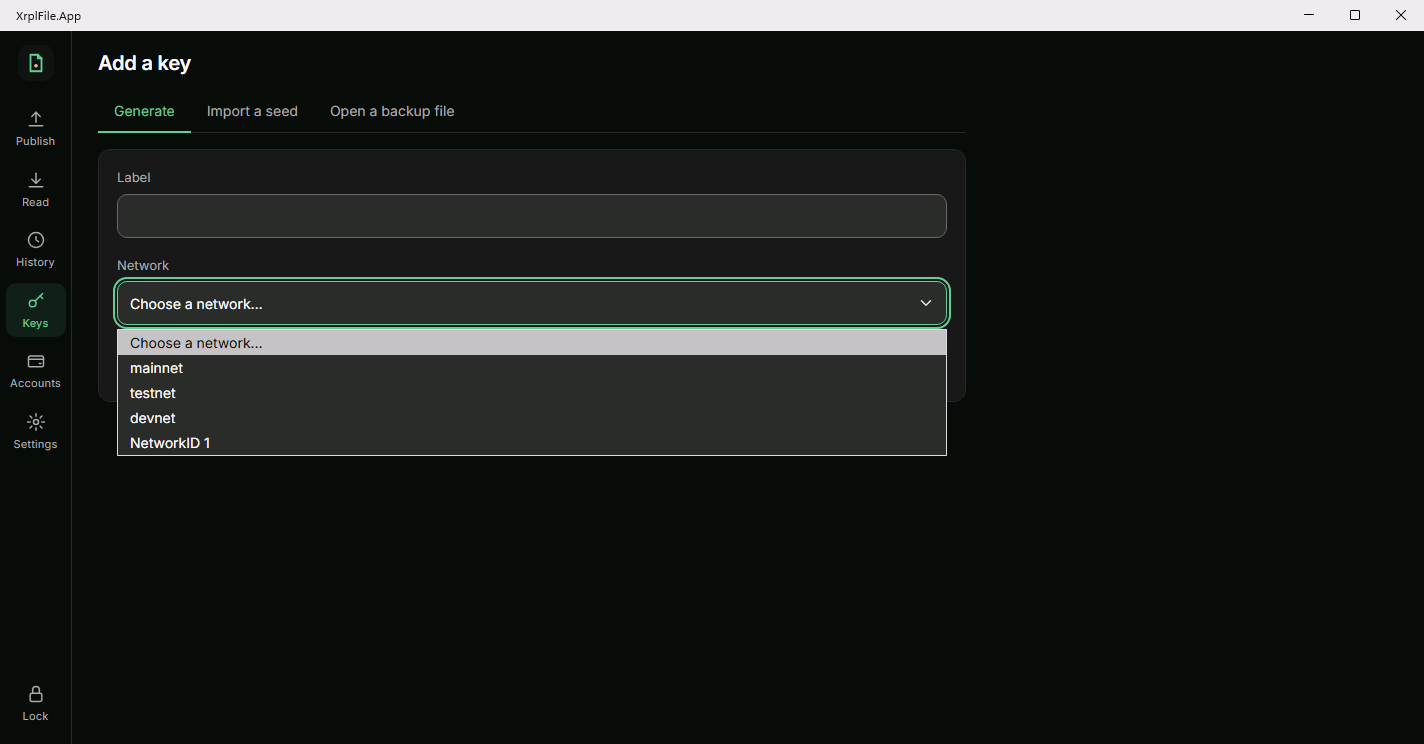 XrplFile.App
Add a key
Generate
Import a seed
Open a backup file
Publish
Read
History
Keys
Accounts
Settings
Lock
Label
Network
Choose a network...
Choose a network...
mainnet
testnet
devnet
NetworkID 1